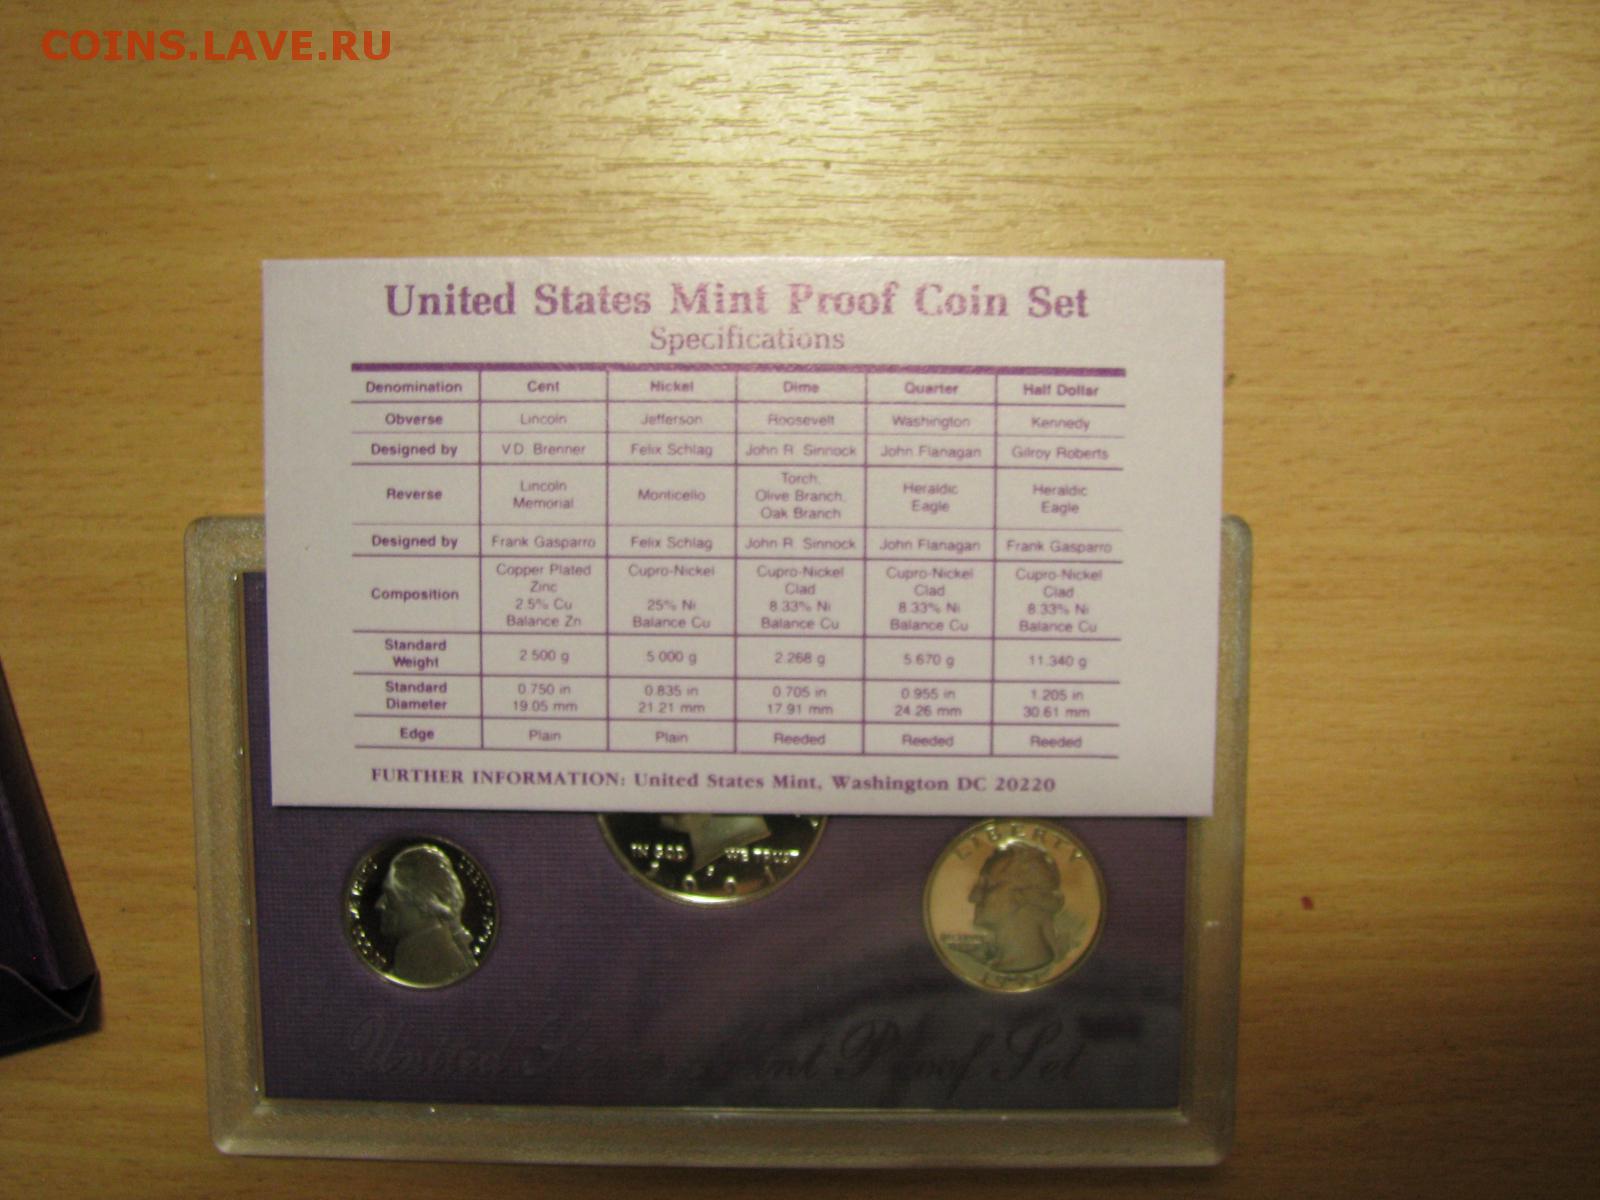 COINS.LAVE.RU
United States Mint Proof Coin Set
Specifications
Denomination Cent Nickel Dime Quarter Half Dollar
Obverse Lincoln Jefferson Roosevelt Washington Kennedy
Designed by V.D. Brenner Felix Schlag John R. Sinnock John Flanagan Gilroy Roberts
Reverse Lincoln Memorial Monticello Torch, Olive Branch, Oak Branch Heraldic Eagle Heraldic Eagle
Designed by Frank Gasparro Felix Schlag John R. Sinnock John Flanagan Frank Gasparro
Composition Copper Plated Zinc 2.5% Cu Balance Zn Cupro-Nickel 25% Ni Balance Cu Cupro-Nickel Clad 8.33% Ni Balance Cu Cupro-Nickel Clad 8.33% Ni Balance Cu Cupro-Nickel Clad 8.33% Ni Balance Cu
Standard Weight 2.500 g 5.000 g 2.268 g 5.670 g 11.340 g
Standard Diameter 0.750 in 19.05 mm 0.835 in 21.21 mm 0.705 in 17.91 mm 0.955 in 24.26 mm 1.205 in 30.61 mm
Edge Plain Plain Reeded Reeded Reeded
FURTHER INFORMATION: United States Mint, Washington DC 20220
IN GOD WE TRUST
LIBERTY
United Proof Set